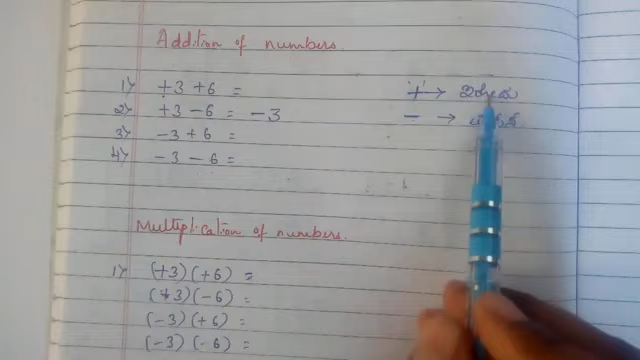 Addition of numbers.
1) +3 +6 =
2) +3 -6 = -3
3) -3 +6 =
4) -3 -6 =
'+' →
- →
Multiplication of numbers.
1) (+3) (+6) =
(+3) (-6) =
(-3) (+6) =
(-3) (-6) =